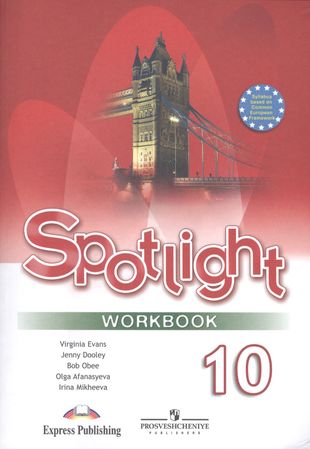 Syllabus
based on
Common
European
Framework
Spotlight
WORKBOOK
Virginia Evans
Jenny Dooley
Bob Obee
Olga Afanasyeva
Irina Mikheeva
10
Express Publishing
PROSVESHCHENIYE
PUBLISHERS